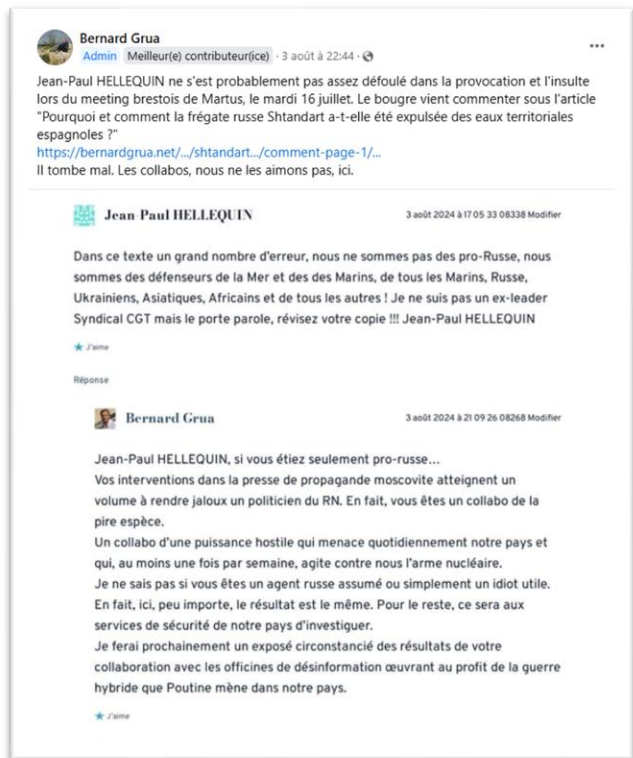 Bernard Grua
Admin Meilleur(e) contributeur(ice) · 3 août à 22:44 ·
Jean-Paul HELLEQUIN ne s'est probablement pas assez défoulé dans la provocation et l'insulte
lors du meeting brestois de Martus, le mardi 16 juillet. Le bougre vient commenter sous l'article
"Pourquoi et comment la frégate russe Shtandart a-t-elle été expulsée des eaux territoriales
espagnoles ?"
https://bernardgrua.net/.../shtandart.../comment-page-1/...
Il tombe mal. Les collabos, nous ne les aimons pas, ici.
Jean-Paul HELLEQUIN 3 août 2024 à 17 05 33 08338 Modifier
Dans ce texte un grand nombre d'erreur, nous ne sommes pas des pro-Russe, nous
sommes des défenseurs de la Mer et des des Marins, de tous les Marins, Russe,
Ukrainiens, Asiatiques, Africains et de tous les autres ! Je ne suis pas un ex-leader
Syndical CGT mais le porte parole, révisez votre copie !!! Jean-Paul HELLEQUIN
J'aime
Réponse
Bernard Grua 3 août 2024 à 21 09 26 08268 Modifier
Jean-Paul HELLEQUIN, si vous étiez seulement pro-russe...
Vos interventions dans la presse de propagande moscovite atteignent un
volume à rendre jaloux un politicien du RN. En fait, vous êtes un collabo de la
pire espèce.
Un collabo d'une puissance hostile qui menace quotidiennement notre pays et
qui, au moins une fois par semaine, agite contre nous l'arme nucléaire.
Je ne sais pas si vous êtes un agent russe assumé ou simplement un idiot utile.
En fait, ici, peu importe, le résultat est le même. Pour le reste, ce sera aux
services de sécurité de notre pays d'investiguer.
Je ferai prochainement un exposé circonstancié des résultats de votre
collaboration avec les officines de désinformation œuvrant au profit de la guerre
hybride que Poutine mène dans notre pays.
J'aime